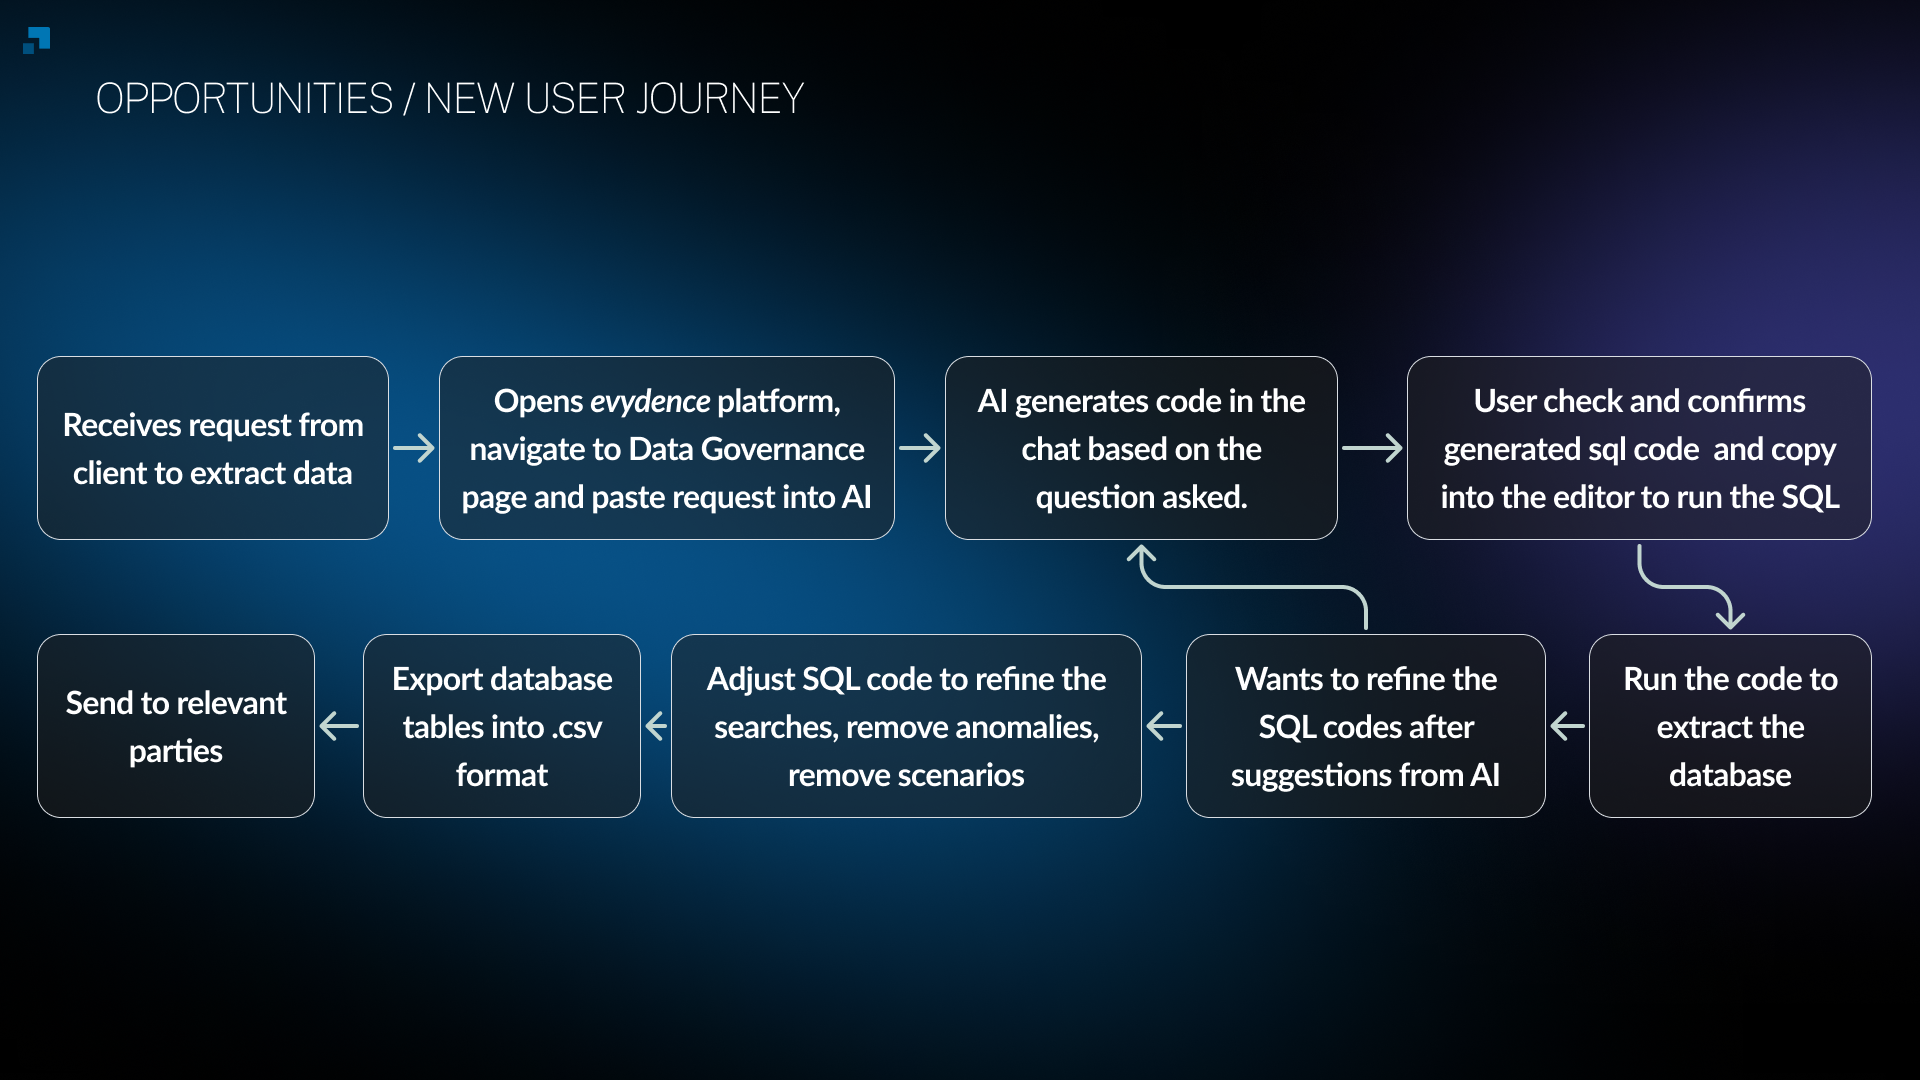 OPPORTUNITIES / NEW USER JOURNEY
Receives request from
client to extract data
Opens evydence platform,
navigate to Data Governance
page and paste request into AI
AI generates code in the
chat based on the
question asked.
User check and confirms
generated sql code  and copy
into the editor to run the SQL
Run the code to
extract the
database
Wants to refine the
SQL codes after
suggestions from AI
Adjust SQL code to refine the
searches, remove anomalies,
remove scenarios
Export database
tables into .csv
format
Send to relevant
parties